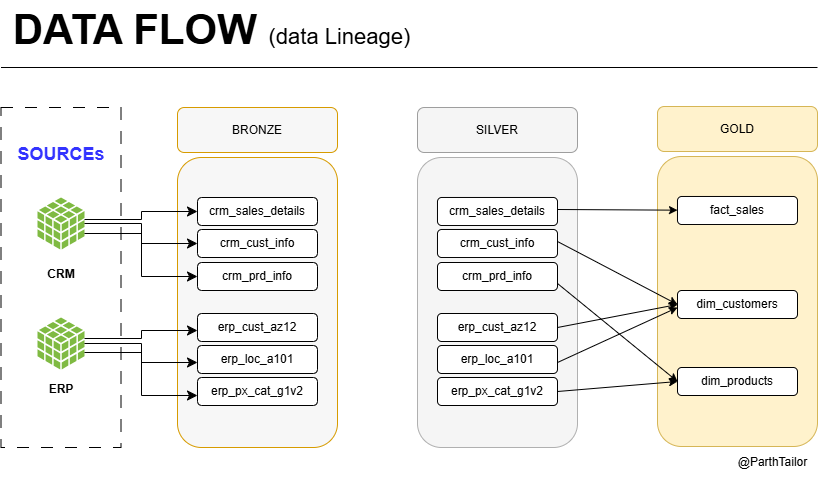 DATA FLOW (data Lineage)
SOURCEs
CRM
ERP
BRONZE
crm_sales_details
crm_cust_info
crm_prd_info
erp_cust_az12
erp_loc_a101
erp_px_cat_g1v2
SILVER
crm_sales_details
crm_cust_info
crm_prd_info
erp_cust_az12
erp_loc_a101
erp_px_cat_g1v2
GOLD
fact_sales
dim_customers
dim_products
@ParthTailor